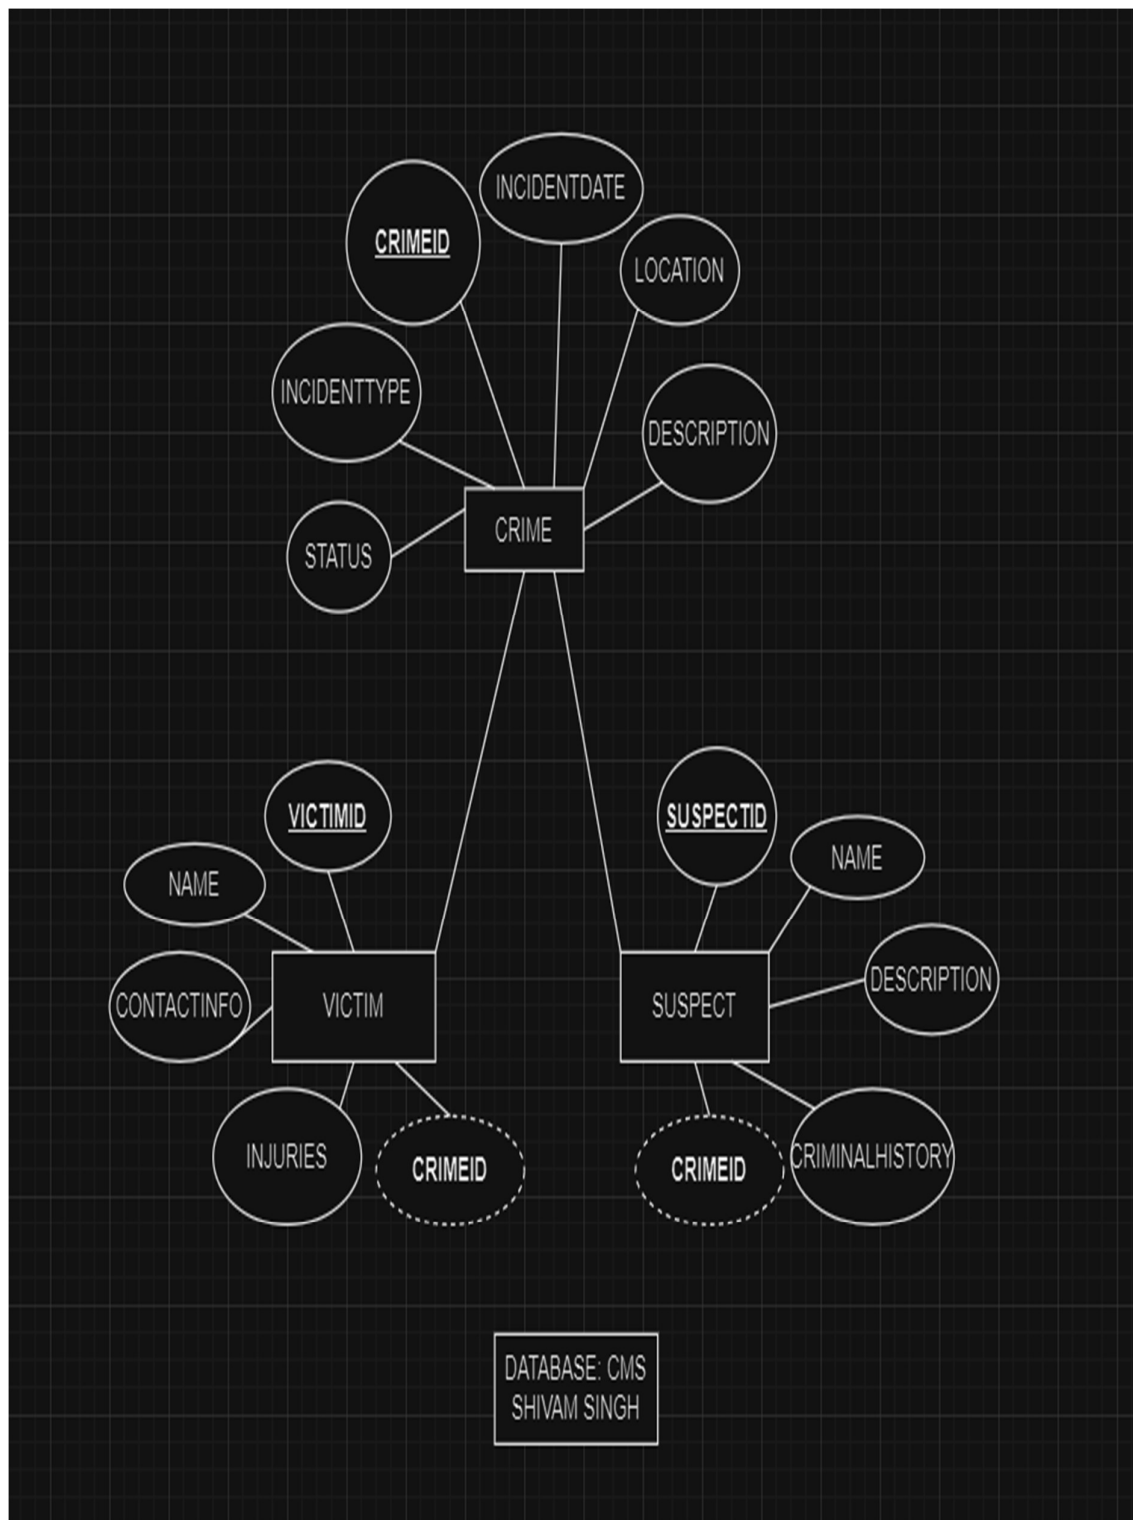 INCIDENTDATE
CRIMEID
LOCATION
INCIDENTTYPE
DESCRIPTION
CRIME
STATUS
VICTIMID
SUSPECTID
NAME
NAME
CONTACTINFO
VICTIM
SUSPECT
DESCRIPTION
INJURIES
CRIMEID
CRIMEID
CRIMINALHISTORY
DATABASE: CMS
SHIVAM SINGH